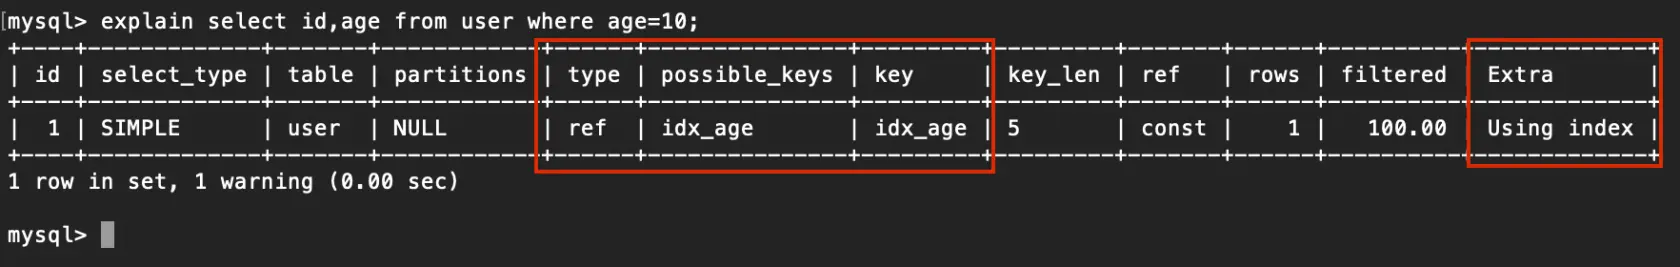 [mysql> explain select id,age from user where age=10;
+----+-------------+-------+------------+------+---------------+---------+---------+-------+------+----------+-------------+
| id | select_type | table | partitions | type | possible_keys | key     | key_len | ref   | rows | filtered | Extra       |
+----+-------------+-------+------------+------+---------------+---------+---------+-------+------+----------+-------------+
|  1 | SIMPLE      | user  | NULL       | ref  | idx_age       | idx_age | 5       | const |    1 |   100.00 | Using index |
+----+-------------+-------+------------+------+---------------+---------+---------+-------+------+----------+-------------+
1 row in set, 1 warning (0.00 sec)
mysql>